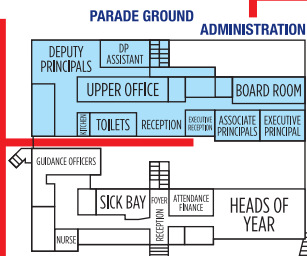 PARADE GROUND
ADMINISTRATION
DEPUTY
PRINCIPALS
DP
ASSISTANT
UPPER OFFICE
BOARD ROOM
KITCHEN
TOILETS
RECEPTION
EXECUTIVE
RECEPTION
ASSOCIATE
PRINCIPALS
EXECUTIVE
PRINCIPAL
GUIDANCE OFFICERS
SICK BAY
FOYER
RECEPTION
ATTENDANCE
FINANCE
HEADS OF
YEAR
NURSE